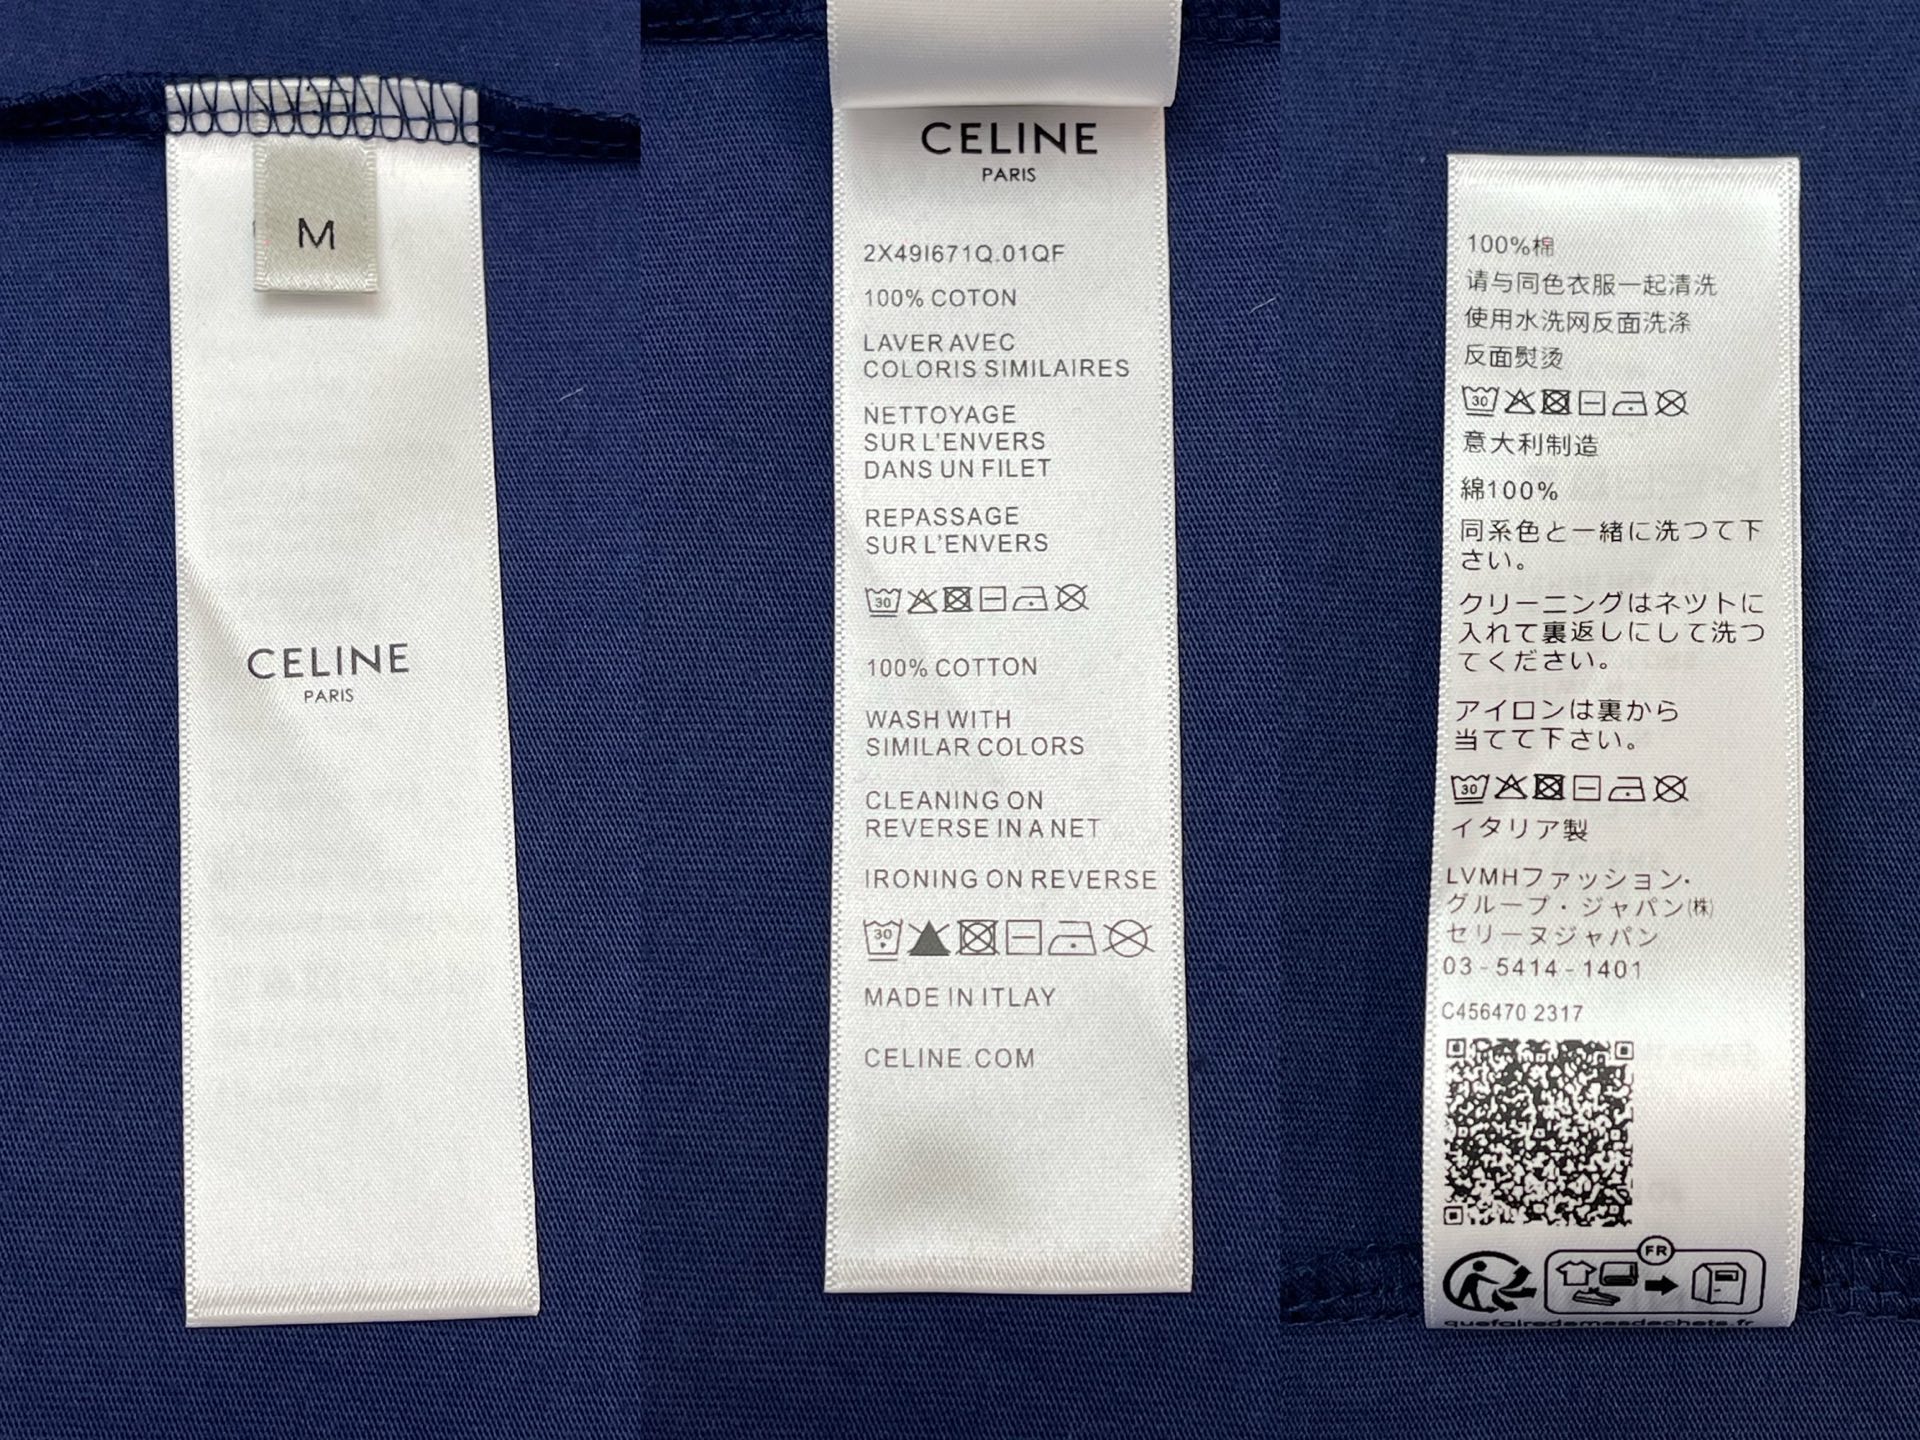 M
CELINE
PARIS
CELINE
PARIS
2X49I671Q.01QF
100% COTON
LAVER AVEC
COLORIS SIMILAIRES
NETTOYAGE
SUR L'ENVERS
DANS UN FILET
REPASSAGE
SUR L'ENVERS
30
100% COTTON
WASH WITH
SIMILAR COLORS
CLEANING ON
REVERSE IN A NET
IRONING ON REVERSE
30
MADE IN ITLAY
CELINE.COM
100%棉
请与同色衣服一起清洗
使用水洗网反面洗涤
反面熨烫
30
意大利制造
綿100%
同系色と一緒に洗つて下
さい。
クリーニングはネツトに
入れて裏返しにして洗つ
てください。
アイロンは裏から
当てて下さい。
30
イタリア製
LVMHファッション·
グループ・ジャパン㈱
セリーヌジャパン
03-5414-1401
C456470 2317
FR
quefairedemesdechets.fr